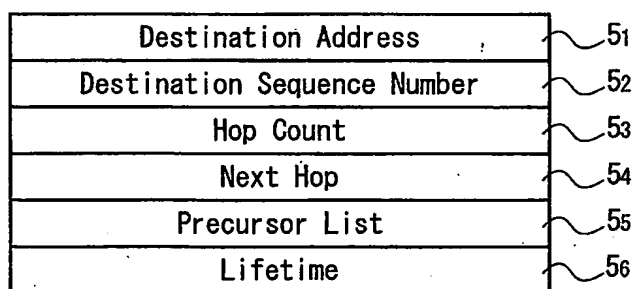 Destination Address 51
Destination Sequence Number 52
Hop Count 53
Next Hop 54
Precursor List 55
Lifetime 56